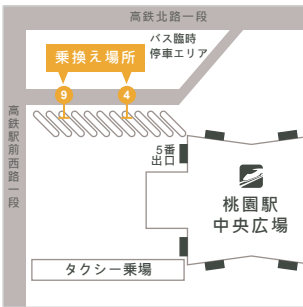 高鉄北路一段
バス臨時
停車エリア
乗換え場所
9
4
高鉄駅前西路一段
5番
出口
桃園駅
中央広場
タクシー乗場